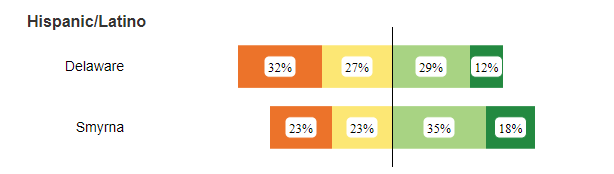 Hispanic/Latino
Delaware 32% 27% 29% 12%
Smyrna 23% 23% 35% 18%